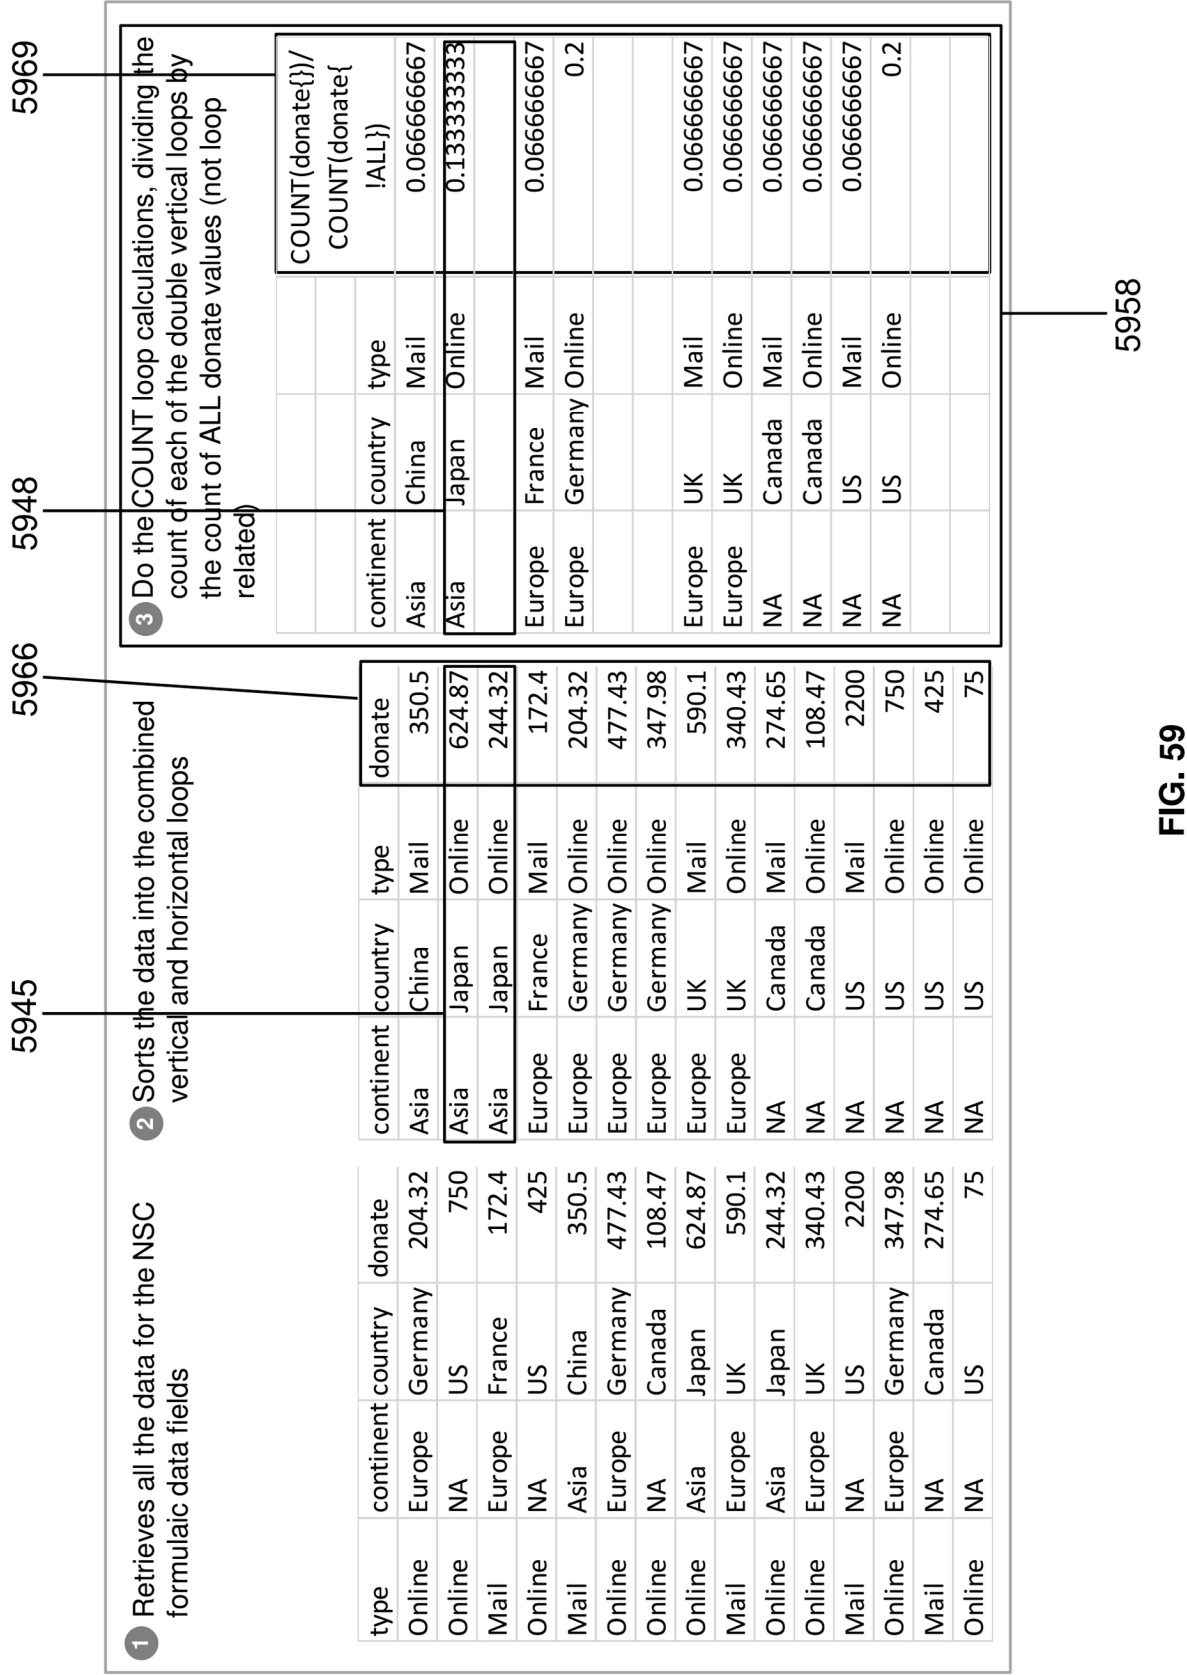 1 Retrieves all the data for the NSC
formulaic data fields
type continent country donate
Online Europe Germany 204.32
Online NA US 750
Mail Europe France 172.4
Online NA US 425
Mail Asia China 350.5
Online Europe Germany 477.43
Online NA Canada 108.47
Online Asia Japan 624.87
Mail Europe UK 590.1
Online Asia Japan 244.32
Online Europe UK 340.43
Mail NA US 2200
Online Europe Germany 347.98
Mail NA Canada 274.65
Online NA US 75
5945
5966
2 Sorts the data into the combined
vertical and horizontal loops
continent country type donate
Asia China Mail 350.5
Asia Japan Online 624.87
Asia Japan Online 244.32
Europe France Mail 172.4
Europe Germany Online 204.32
Europe Germany Online 477.43
Europe Germany Online 347.98
Europe UK Mail 590.1
Europe UK Online 340.43
NA Canada Mail 274.65
NA Canada Online 108.47
NA US Mail 2200
NA US Online 750
NA US Online 425
NA US Online 75
5948
5969
3 Do the COUNT loop calculations, dividing the
count of each of the double vertical loops by
the count of ALL donate values (not loop
related)
COUNT(donate{})/
COUNT(donate{
!ALL})
continent country type
Asia China Mail 0.066666667
Asia Japan Online 0.133333333
Europe France Mail 0.066666667
Europe Germany Online 0.2
Europe UK Mail 0.066666667
Europe UK Online 0.066666667
NA Canada Mail 0.066666667
NA Canada Online 0.066666667
NA US Mail 0.066666667
NA US Online 0.2
5958
FIG. 59